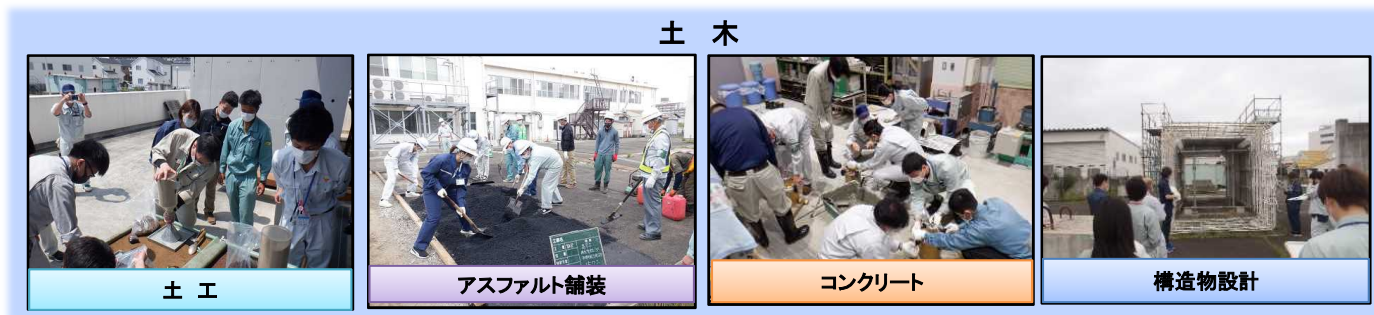 土 木
土 工
アスファルト舗装
コンクリート
構造物設計